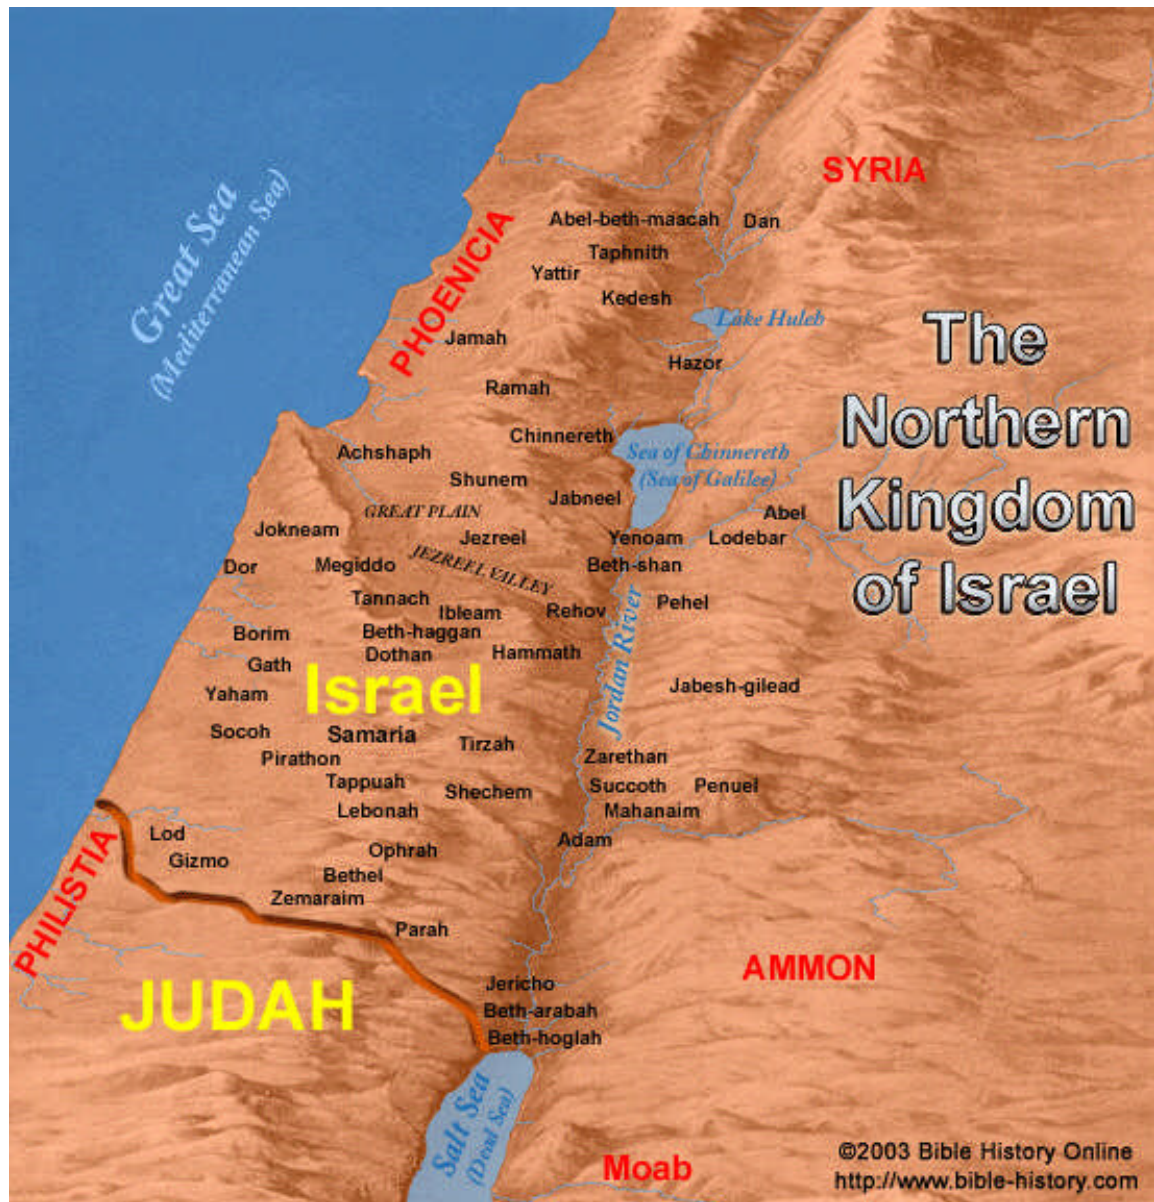 SYRIA
Abel-beth-maacah
Dan
Great Sea
(Mediterranean Sea)
PHOENICIA
Taphnith
Yattir
Kedesh
Lake Huleh
The
Northern
Kingdom
of Israel
Jamah
Hazor
Ramah
Chinnereth
Sea of Chinnereth
(Sea of Galilee)
Achshaph
Shunem
Jabneel
GREAT PLAIN
Abel
Jokneam
Jezreel
Yenoam
Lodebar
JEZREEL VALLEY
Dor
Megiddo
Beth-shan
Tannach
Ibleam
Rehov
Pehel
Borim
Beth-haggan
Jordan River
Gath
Dothan
Hammath
Israel
Yaham
Jabesh-gilead
Socoh
Samaria
Tirzah
Pirathon
Zarethan
Tappuah
Shechem
Succoth
Penuel
Lebonah
Mahanaim
Lod
Adam
Gizmo
Ophrah
PHILISTIA
Bethel
Zemaraim
Parah
AMMON
Jericho
JUDAH
Beth-arabah
Beth-hoglah
Salt Sea
(Dead Sea)
Moab
©2003 Bible History Online
http://www.bible-history.com